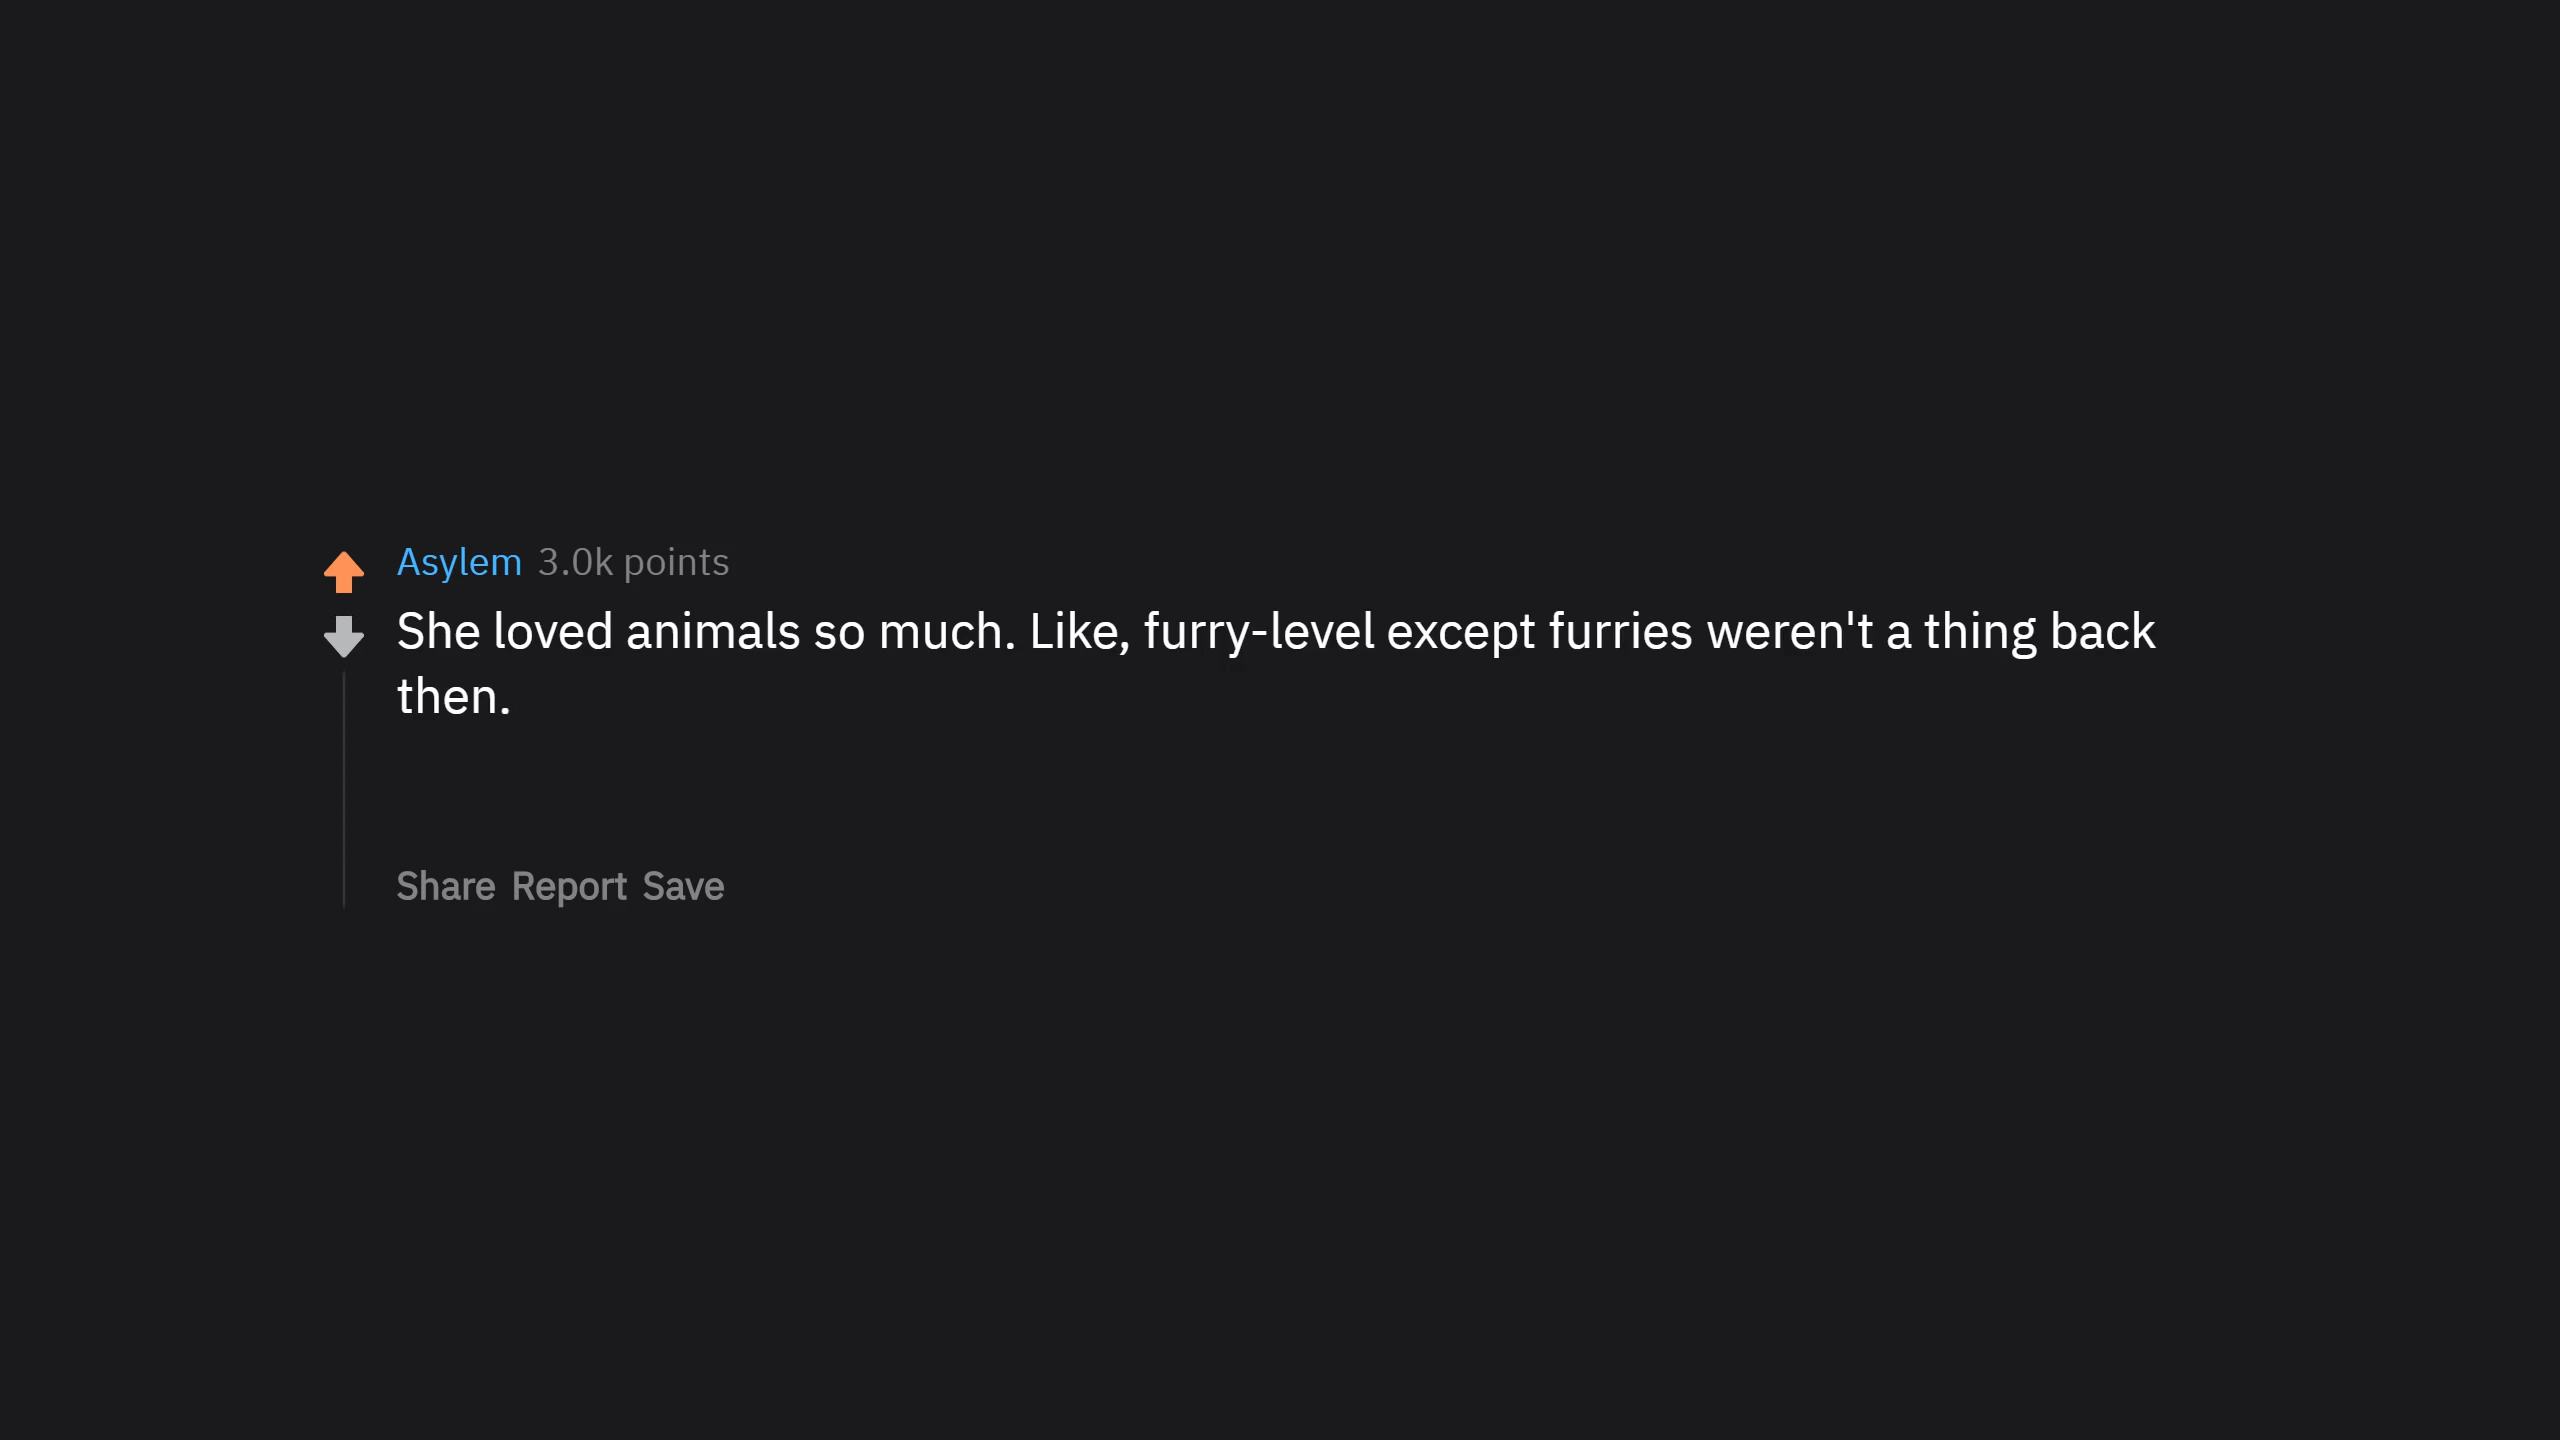 Asylem 3.0k points
She loved animals so much. Like, furry-level except furries weren't a thing back
then.
Share Report Save